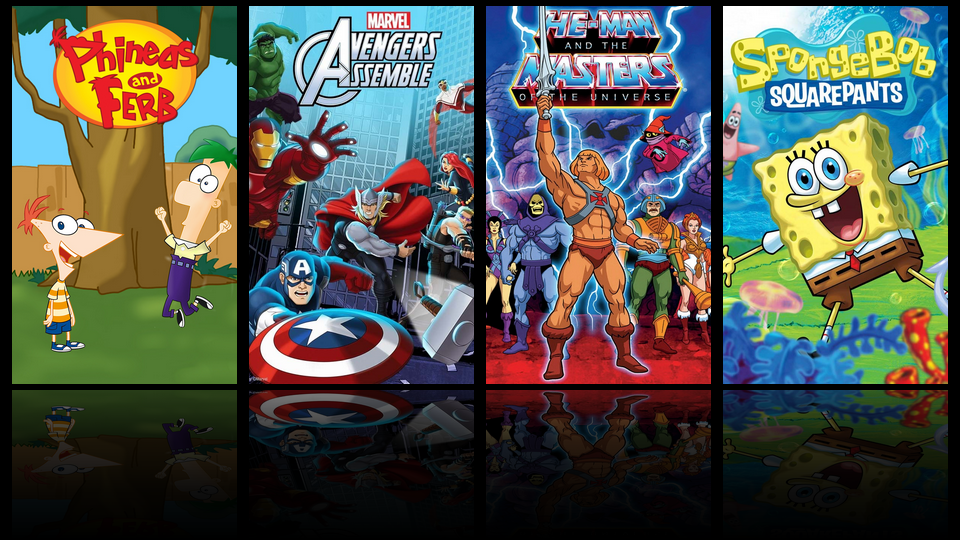 Phineas
and
Ferb
MARVEL
AVENGERS
ASSEMBLE
A
HE-MAN
AND THE
MASTERS
OF THE UNIVERSE
SPONGEBOB
SQUAREPANTS